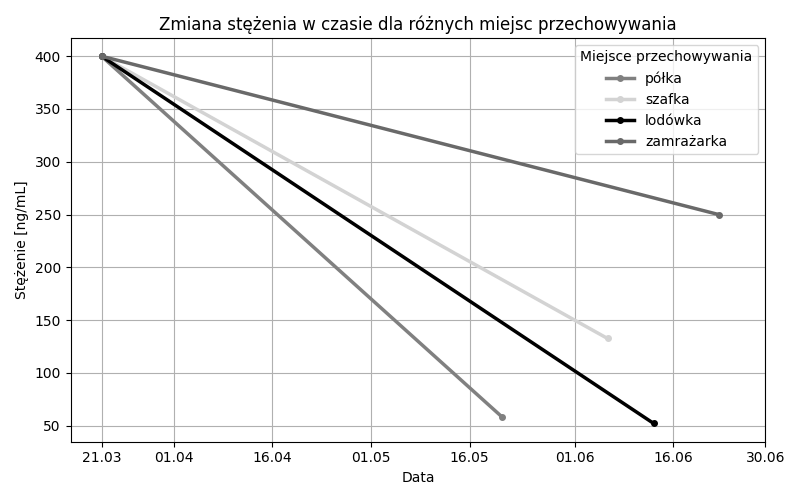 Zmiana stężenia w czasie dla różnych miejsc przechowywania
Miejsce przechowywania
półka
szafka
lodówka
zamrażarka
Stężenie [ng/mL]
400
350
300
250
200
150
100
50
21.03 01.04 16.04 01.05 16.05 01.06 16.06 30.06
Data